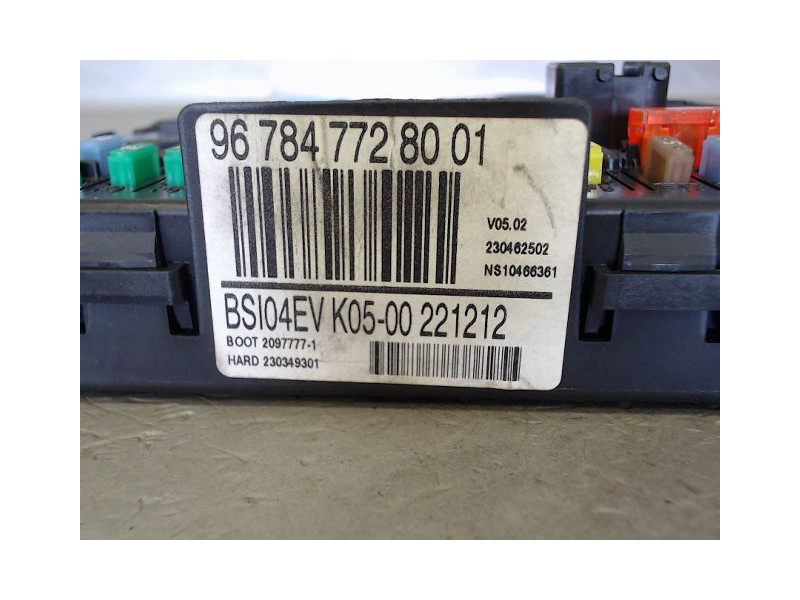 96 784 772 80 01
V05.02
230462502
NS10466361
BSI04EV K05-00 221212
BOOT 2097777-1
HARD 230349301